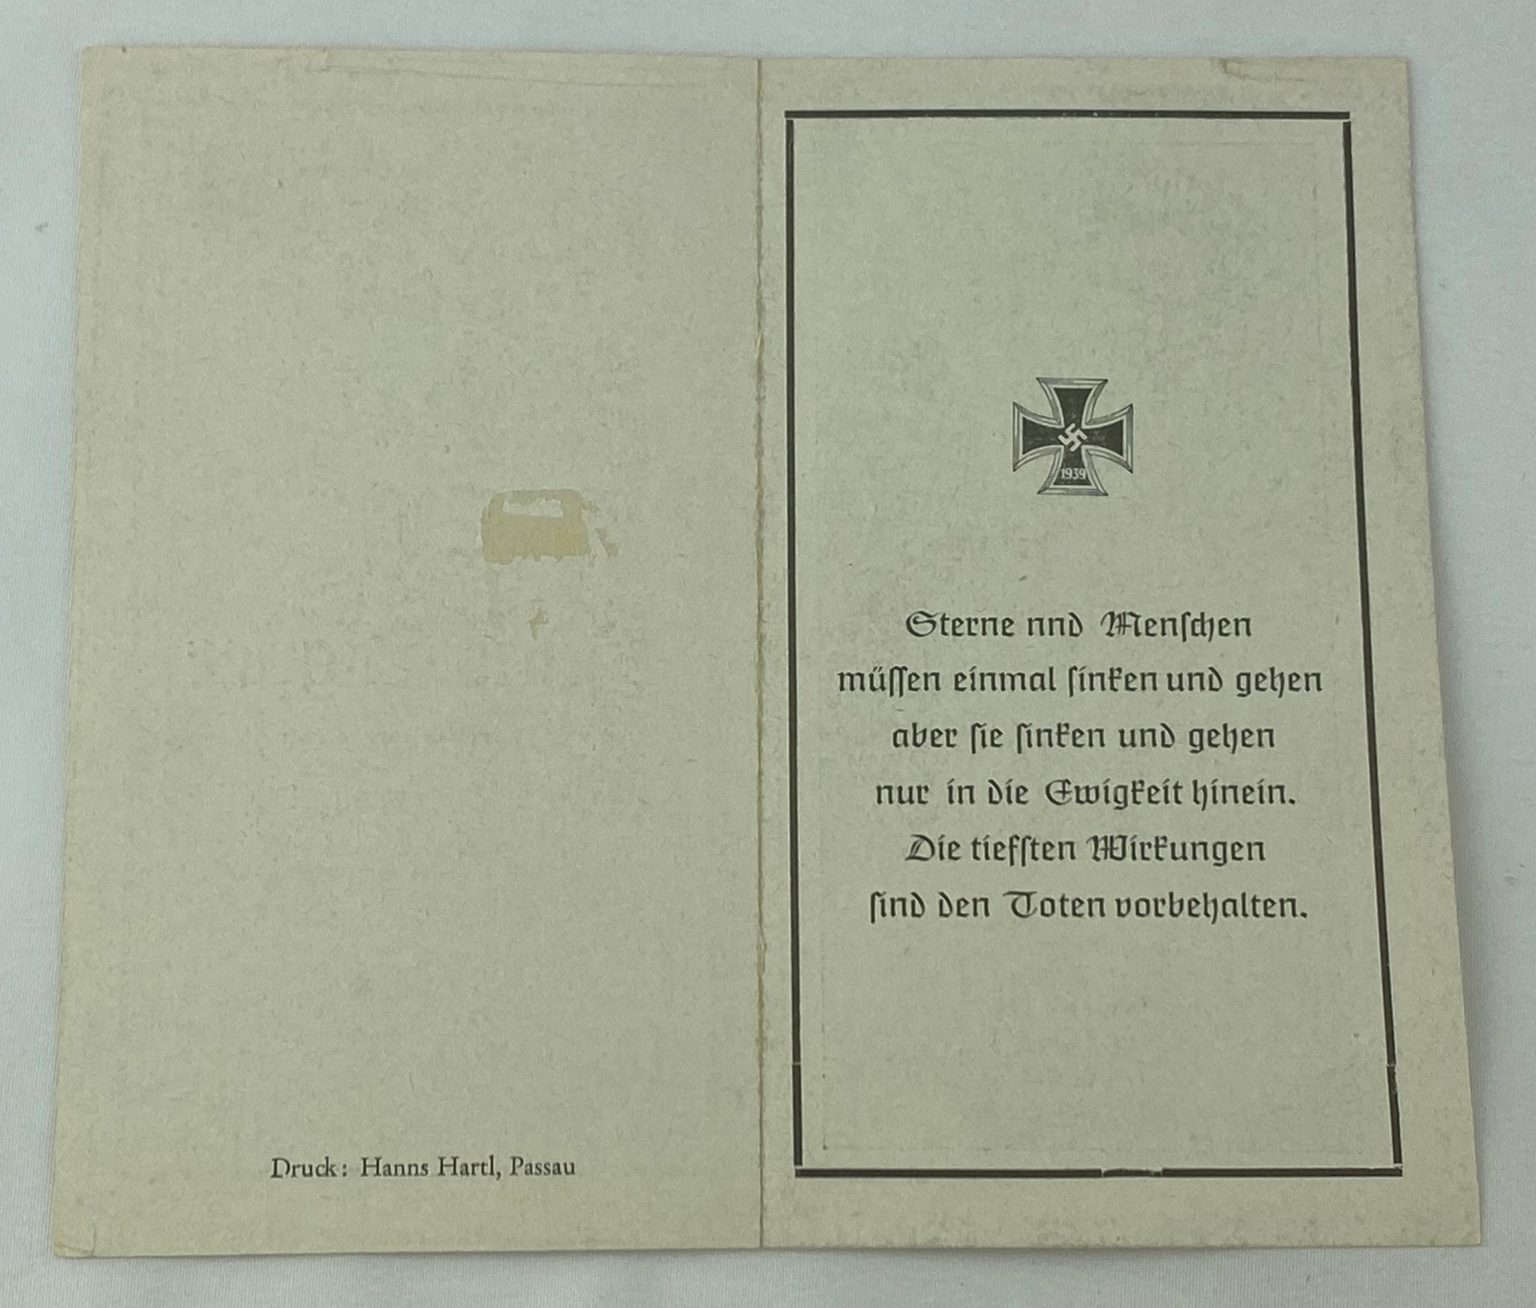 Druck: Hanns Hartl, Passau
1939
Sterne nnd Menschen
müssen einmal sinken und gehen
aber sie sinken und gehen
nur in die Ewigkeit hinein.
Die tiefsten Wirkungen
sind den Toten vorbehalten.